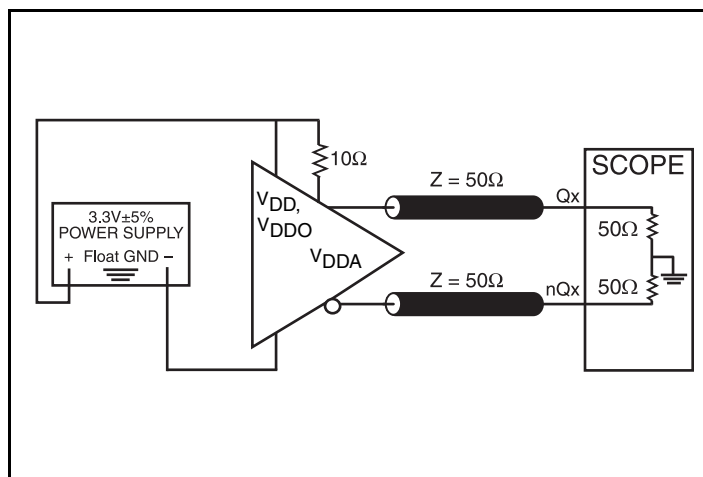 10Ω
3.3V±5%
POWER SUPPLY
+ Float GND −
VDD,
VDDO
VDDA
Z = 50Ω
Qx
Z = 50Ω
nQx
SCOPE
50Ω
50Ω